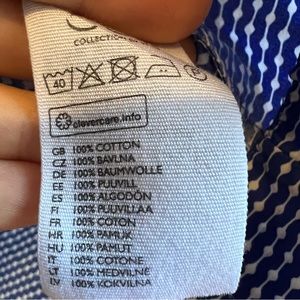 COLLECTION
40
clevercare.info
GB 100% COTTON
CZ 100% BAVLNA
DE 100% BAUMWOLLE
EE 100% PUUVILL
ES 100% ALGODÓN
FI 100% PUUVILLAA
FR 100% COTON
HR 100% PAMUK
HU 100% PAMUT
IT 100% COTONE
LT 100% MEDVILNĖ
LV 100% KOKVILNA